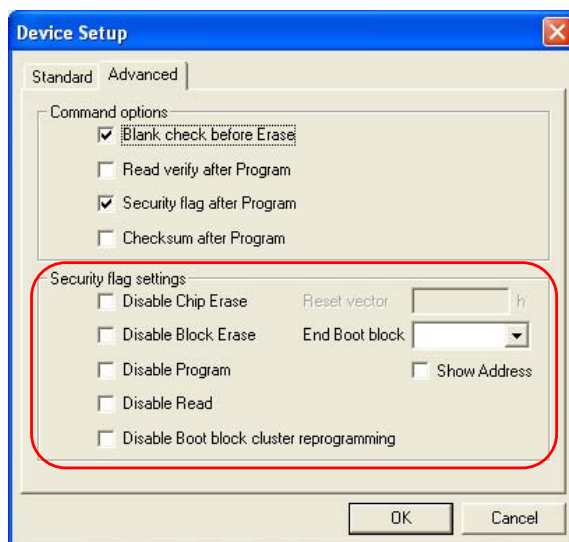 Device Setup
Standard Advanced
Command options
Blank check before Erase
Read verify after Program
Security flag after Program
Checksum after Program
Security flag settings
Disable Chip Erase Reset vector h
Disable Block Erase End Boot block
Disable Program Show Address
Disable Read
Disable Boot block cluster reprogramming
OK Cancel